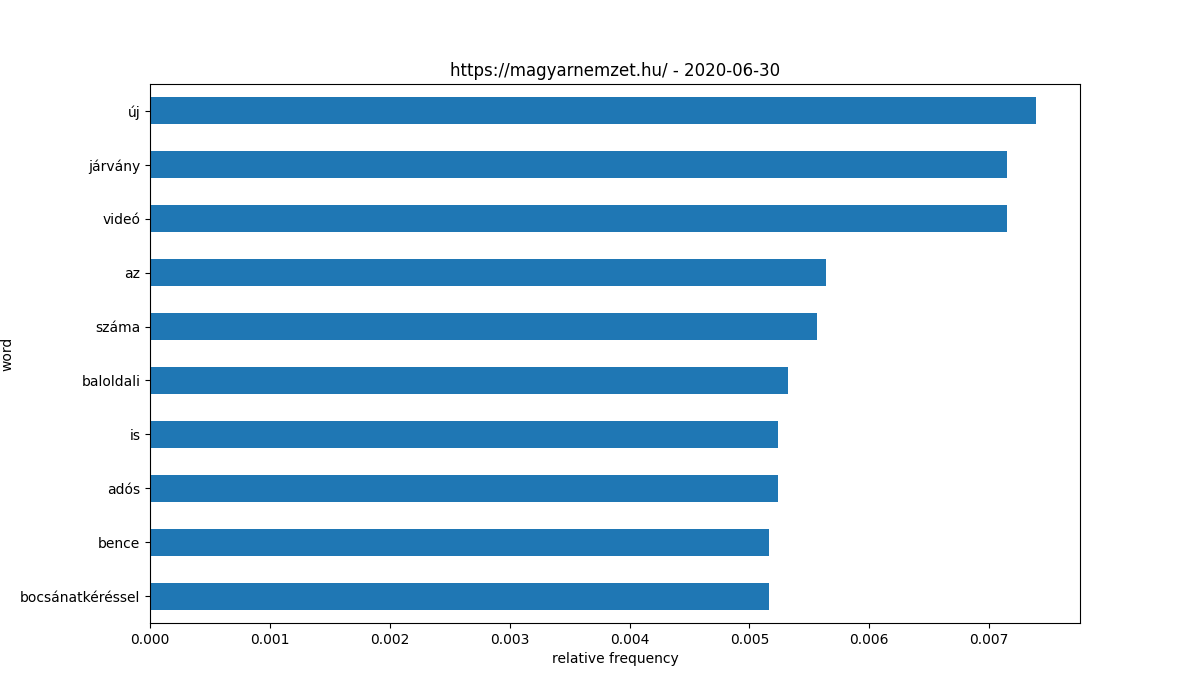 https://magyarnemzet.hu/ - 2020-06-30
új
járvány
videó
az
száma
baloldali
is
adós
bence
bocsánatkéréssel
word
0.000 0.001 0.002 0.003 0.004 0.005 0.006 0.007
relative frequency